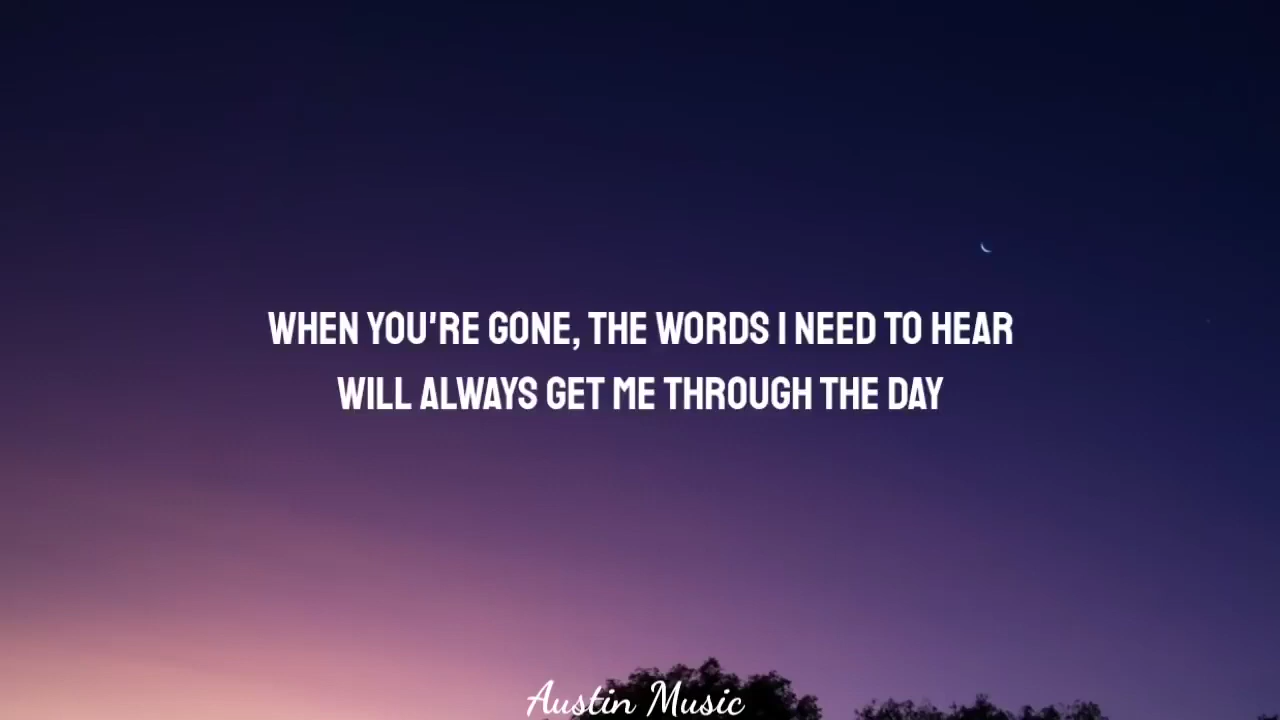 WHEN YOU'RE GONE, THE WORDS I NEED TO HEAR
WILL ALWAYS GET ME THROUGH THE DAY
Austin Music